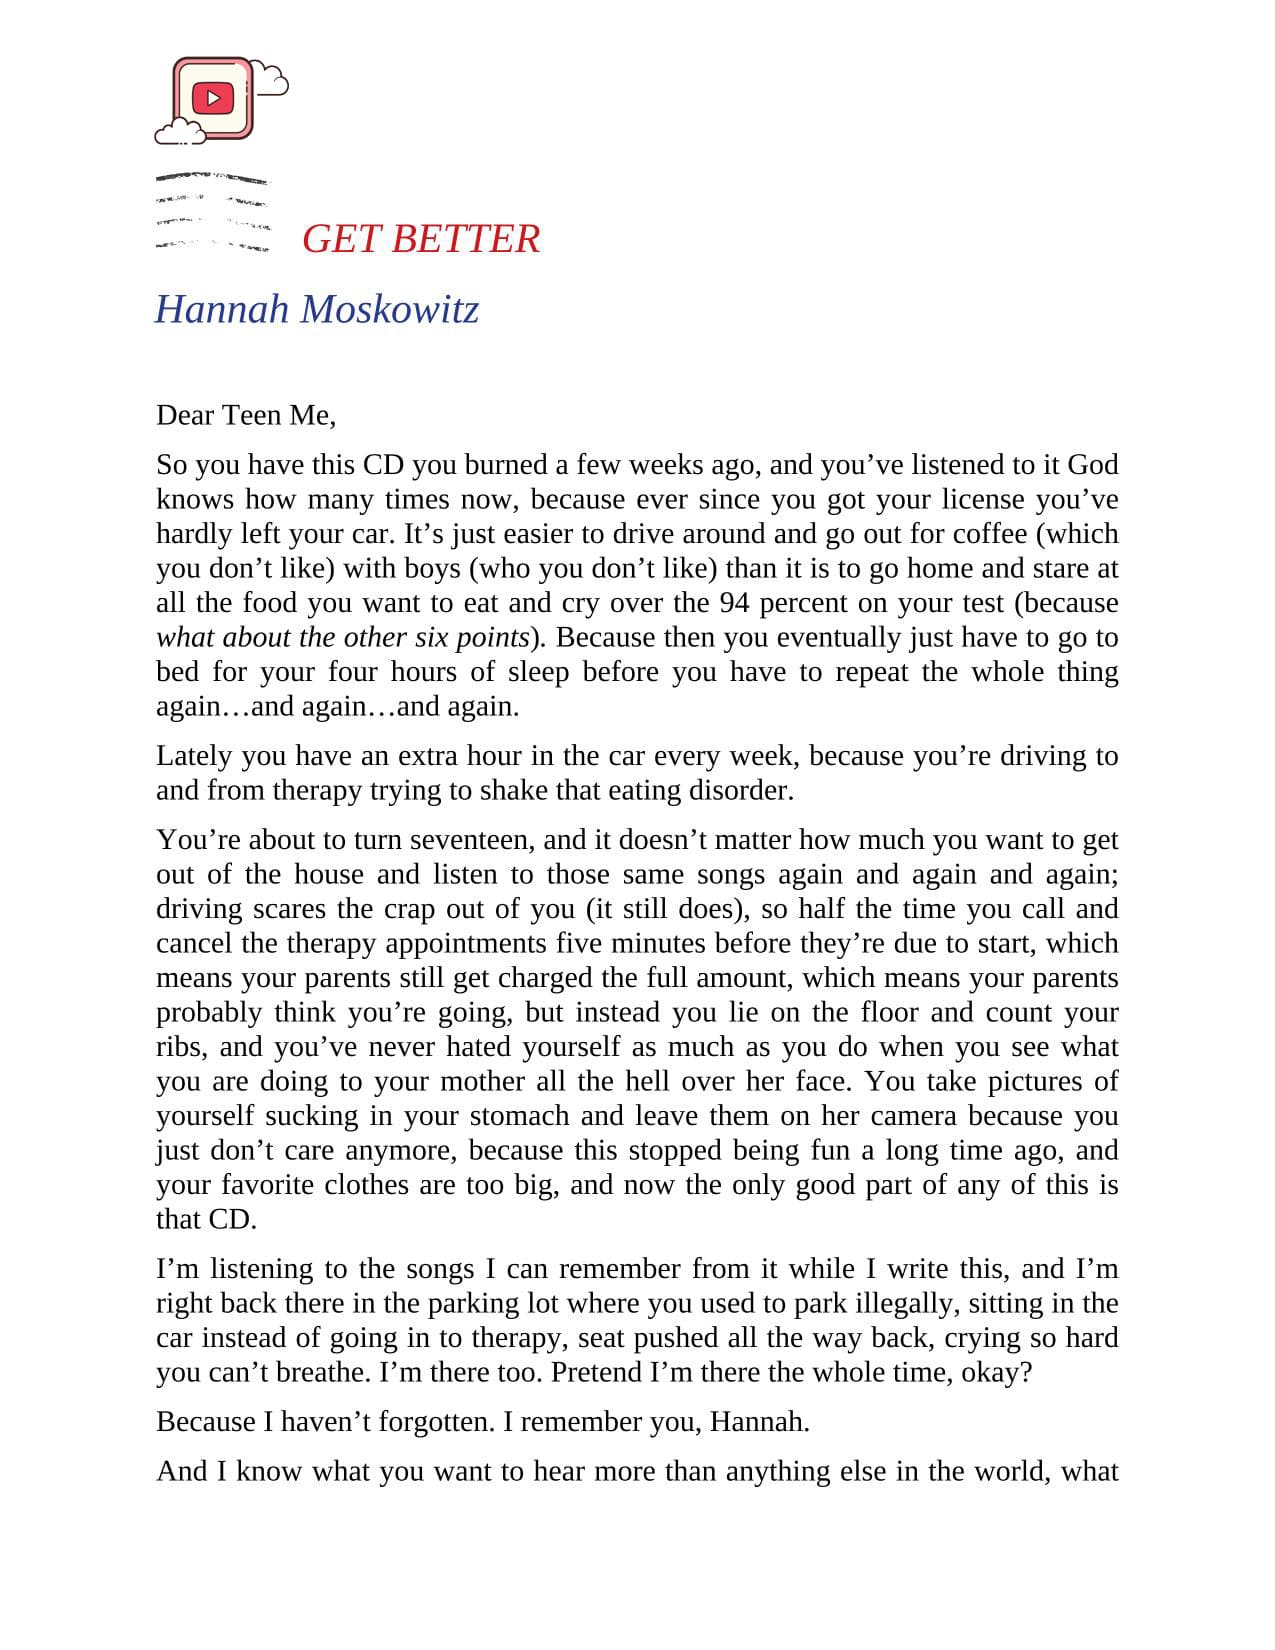 GET BETTER
Hannah Moskowitz
Dear Teen Me,
So you have this CD you burned a few weeks ago, and you’ve listened to it God
knows how many times now, because ever since you got your license you’ve
hardly left your car. It’s just easier to drive around and go out for coffee (which
you don’t like) with boys (who you don’t like) than it is to go home and stare at
all the food you want to eat and cry over the 94 percent on your test (because
what about the other six points). Because then you eventually just have to go to
bed for your four hours of sleep before you have to repeat the whole thing
again…and again…and again.
Lately you have an extra hour in the car every week, because you’re driving to
and from therapy trying to shake that eating disorder.
You’re about to turn seventeen, and it doesn’t matter how much you want to get
out of the house and listen to those same songs again and again and again;
driving scares the crap out of you (it still does), so half the time you call and
cancel the therapy appointments five minutes before they’re due to start, which
means your parents still get charged the full amount, which means your parents
probably think you’re going, but instead you lie on the floor and count your
ribs, and you’ve never hated yourself as much as you do when you see what
you are doing to your mother all the hell over her face. You take pictures of
yourself sucking in your stomach and leave them on her camera because you
just don’t care anymore, because this stopped being fun a long time ago, and
your favorite clothes are too big, and now the only good part of any of this is
that CD.
I’m listening to the songs I can remember from it while I write this, and I’m
right back there in the parking lot where you used to park illegally, sitting in the
car instead of going in to therapy, seat pushed all the way back, crying so hard
you can’t breathe. I’m there too. Pretend I’m there the whole time, okay?
Because I haven’t forgotten. I remember you, Hannah.
And I know what you want to hear more than anything else in the world, what